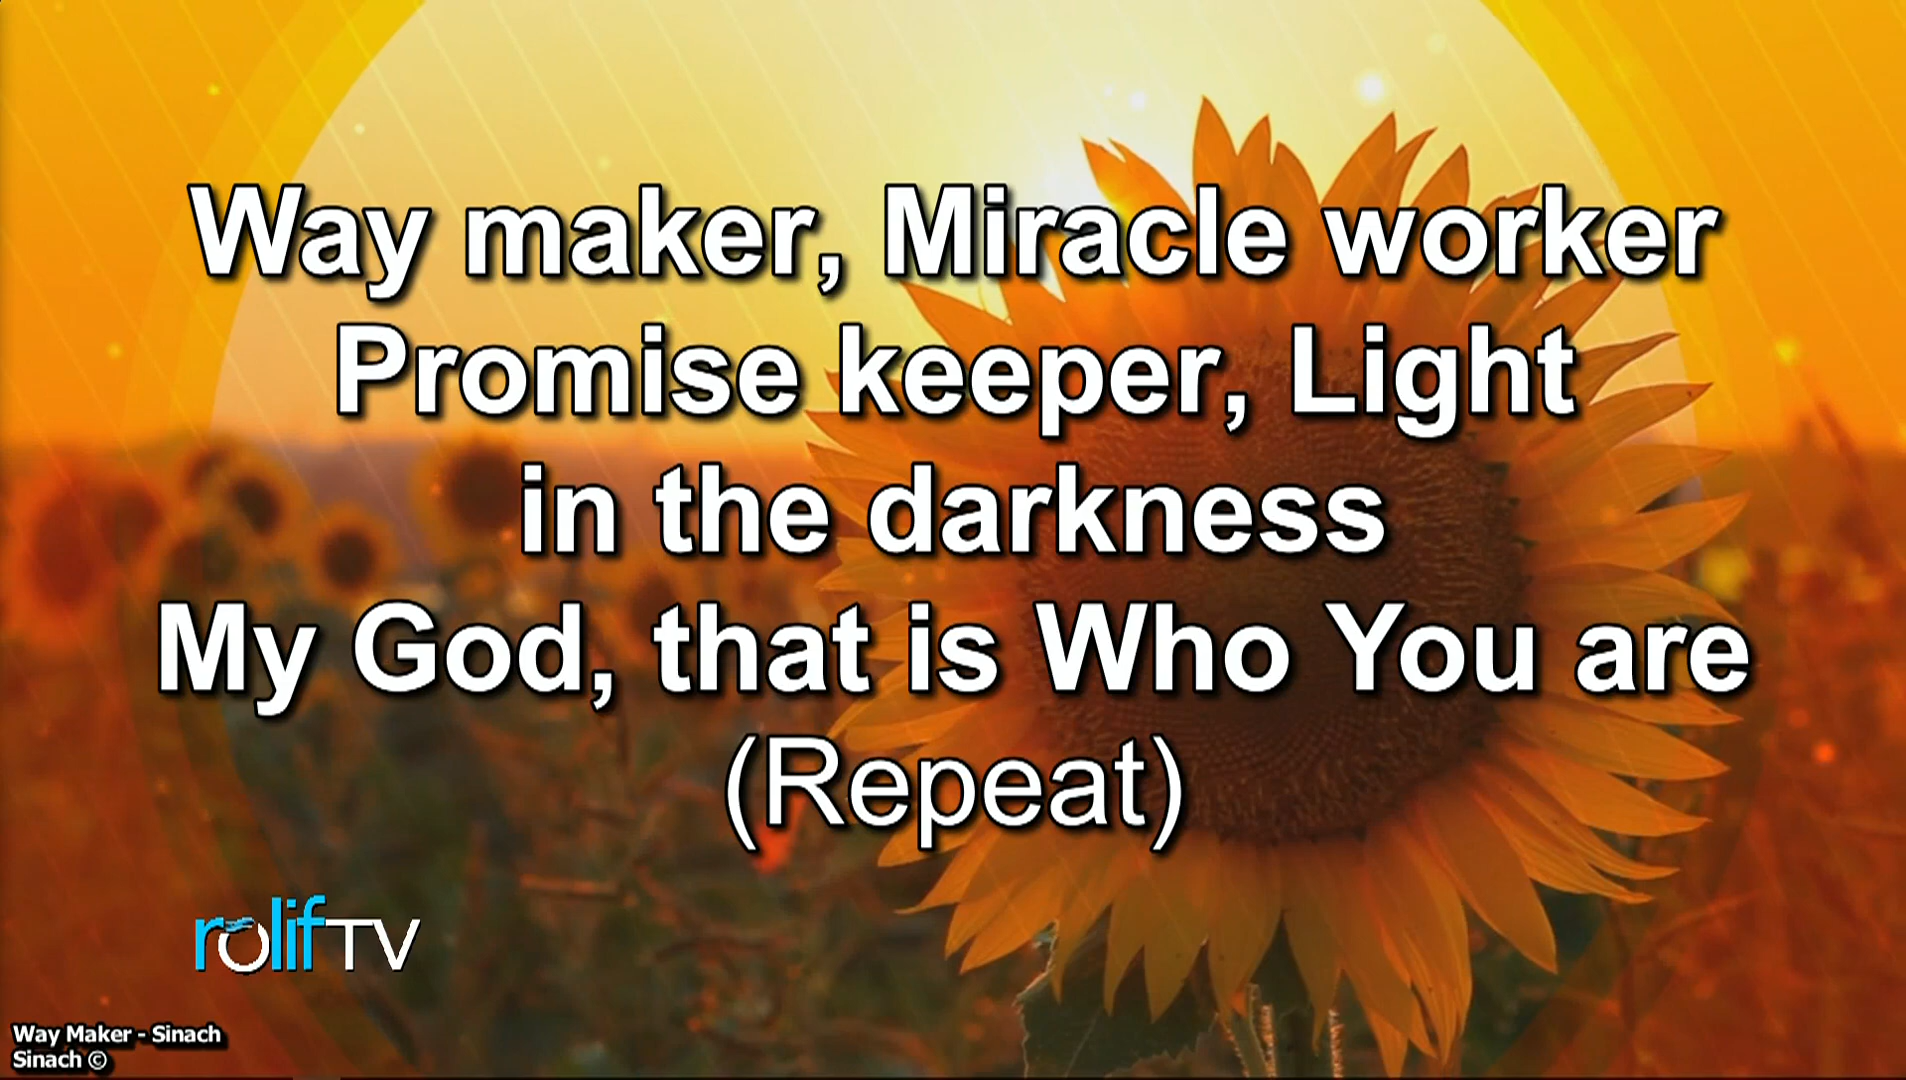 Way maker, Miracle worker
Promise keeper, Light
in the darkness
My God, that is Who You are
(Repeat)
rolifTV
Way Maker - Sinach
Sinach ©